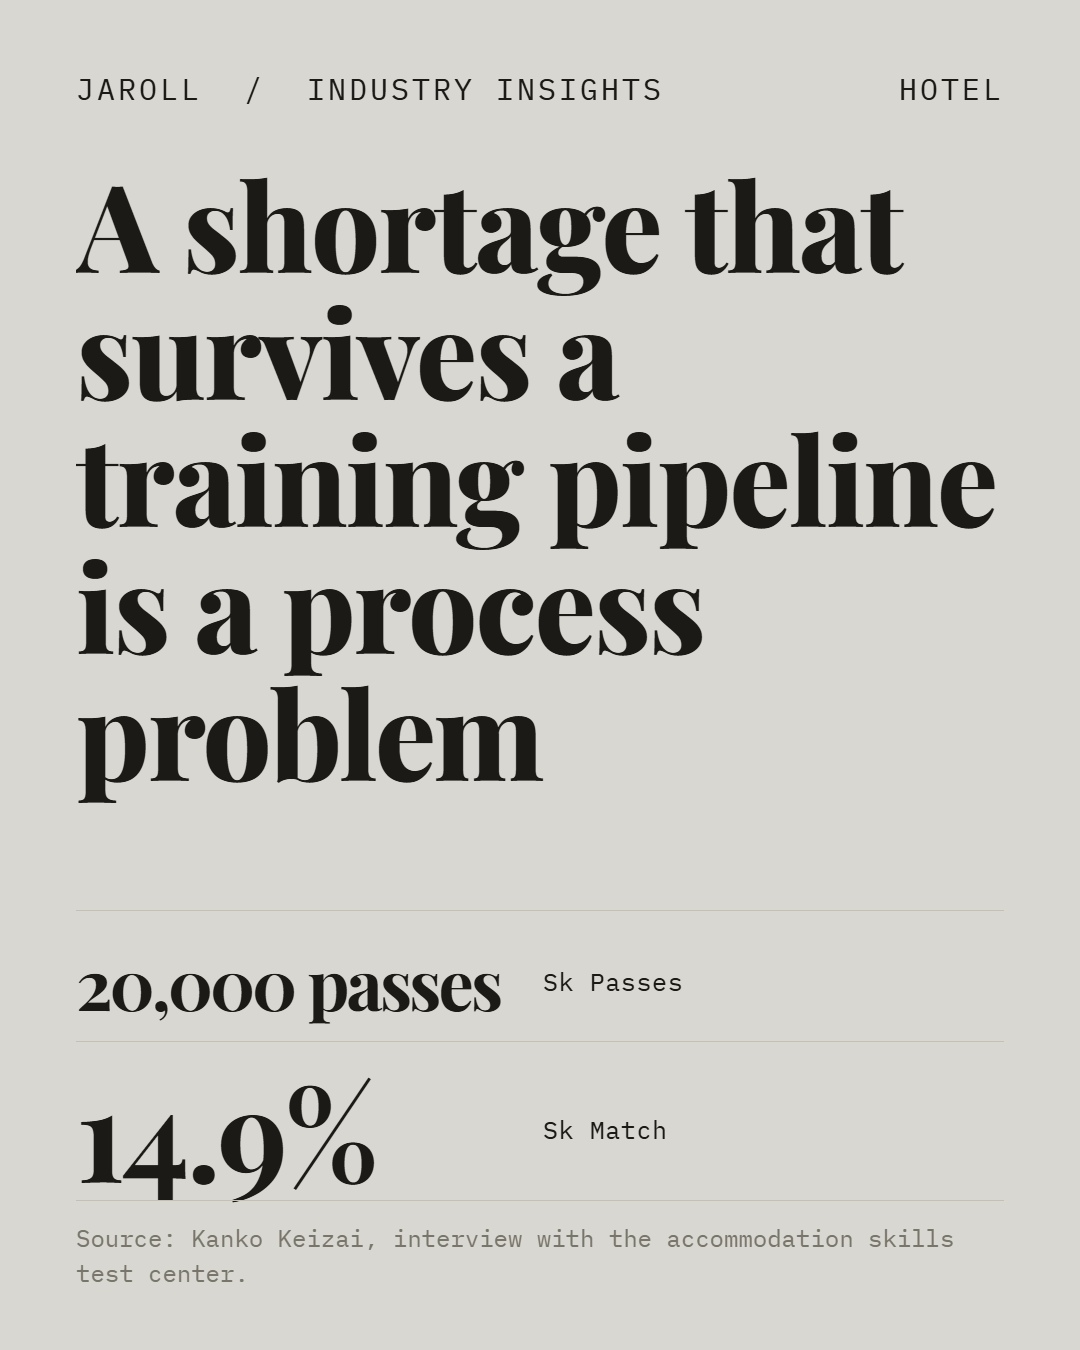 JAROLL / INDUSTRY INSIGHTS HOTEL
A shortage that
survives a
training pipeline
is a process
problem
20,000 passes Sk Passes
14.9% Sk Match
Source: Kanko Keizai, interview with the accommodation skills
test center.